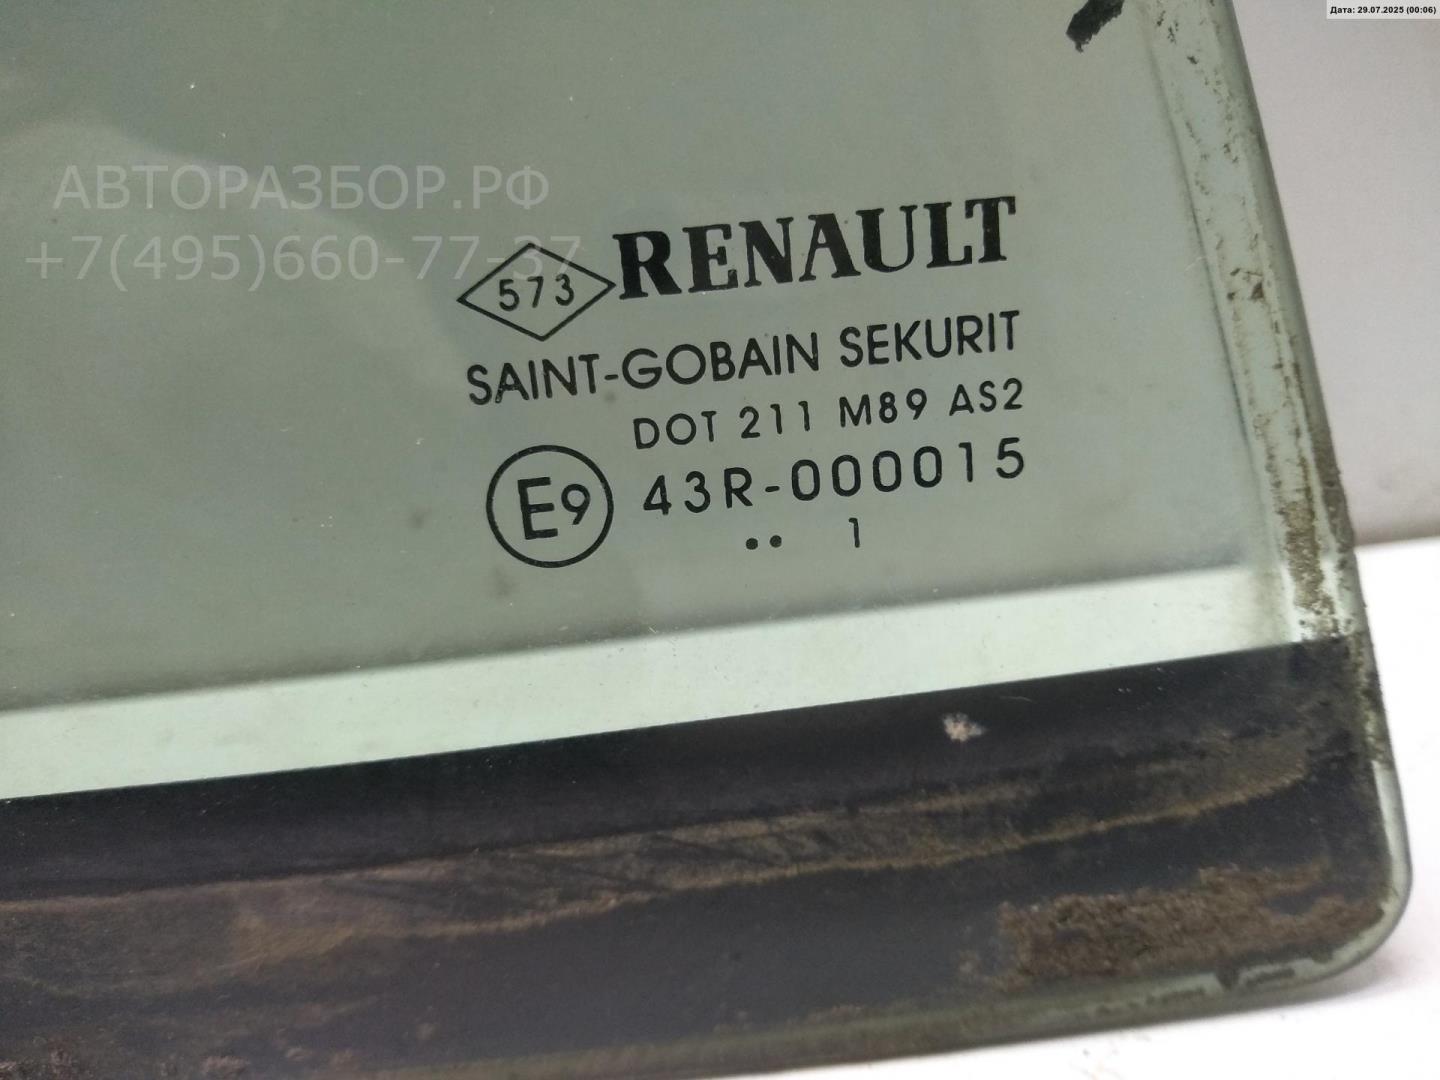 Дата: 29.07.2025 (00:06)
АВТОРАЗБОР.РФ
+7(495)660-77-37
573 RENAULT
SAINT-GOBAIN SEKURIT
DOT 211 M89 AS2
E9 43R-000015
.. 1